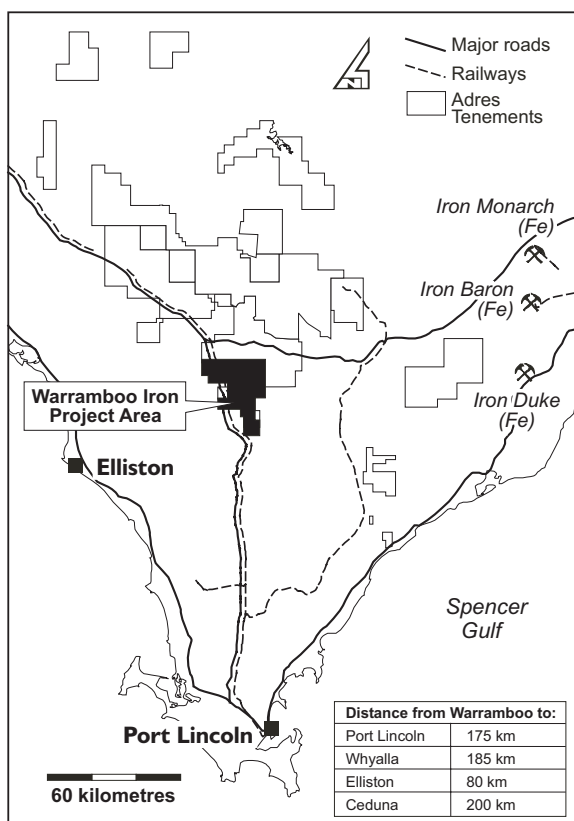 Major roads
Railways
Adres
Tenements
N
Iron Monarch
(Fe)
Iron Baron
(Fe)
Iron Duke
(Fe)
Warramboo Iron
Project Area
Elliston
Spencer
Gulf
Port Lincoln
60 kilometres
Distance from Warramboo to:
Port Lincoln 175 km
Whyalla 185 km
Elliston 80 km
Ceduna 200 km